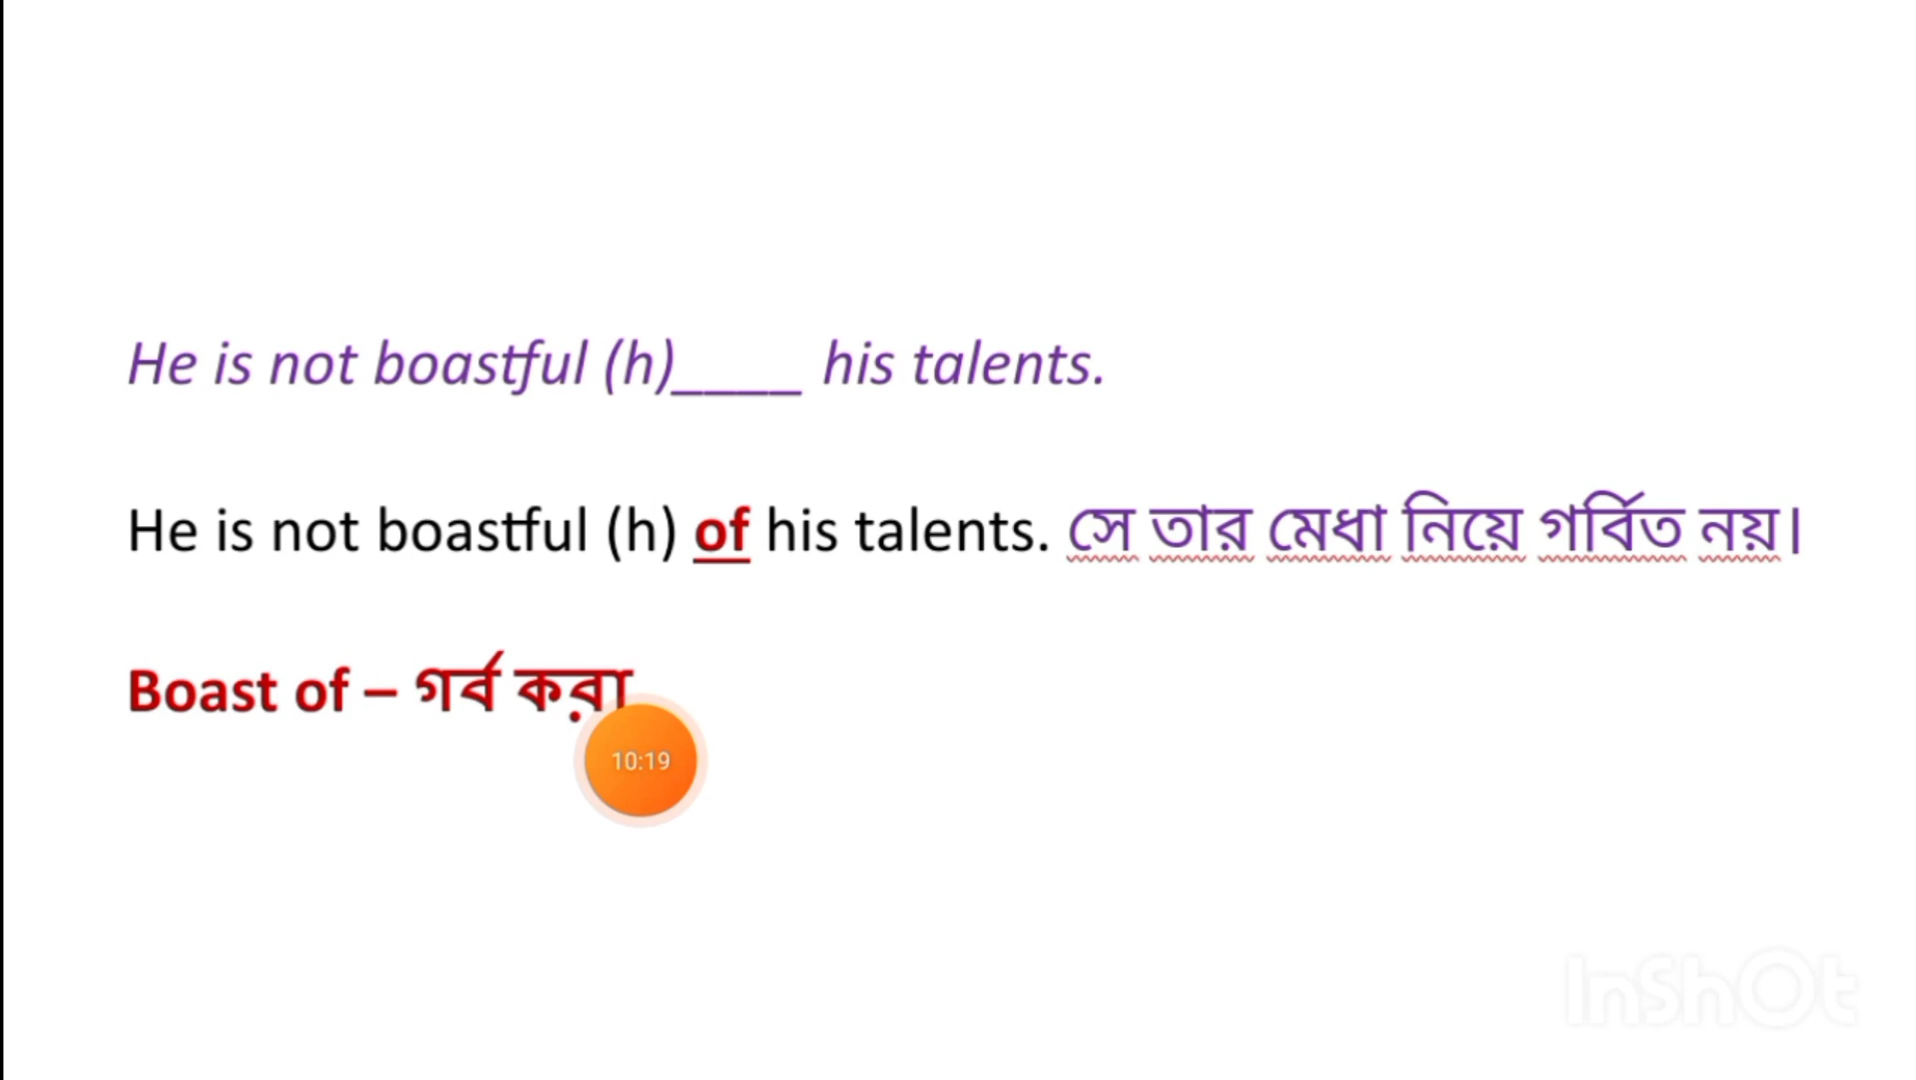 He is not boastful (h)____ his talents.
He is not boastful (h) of his talents. সে তার মেধা নিয়ে গর্বিত নয়।
Boast of – গর্ব করা
10:19
InShOt